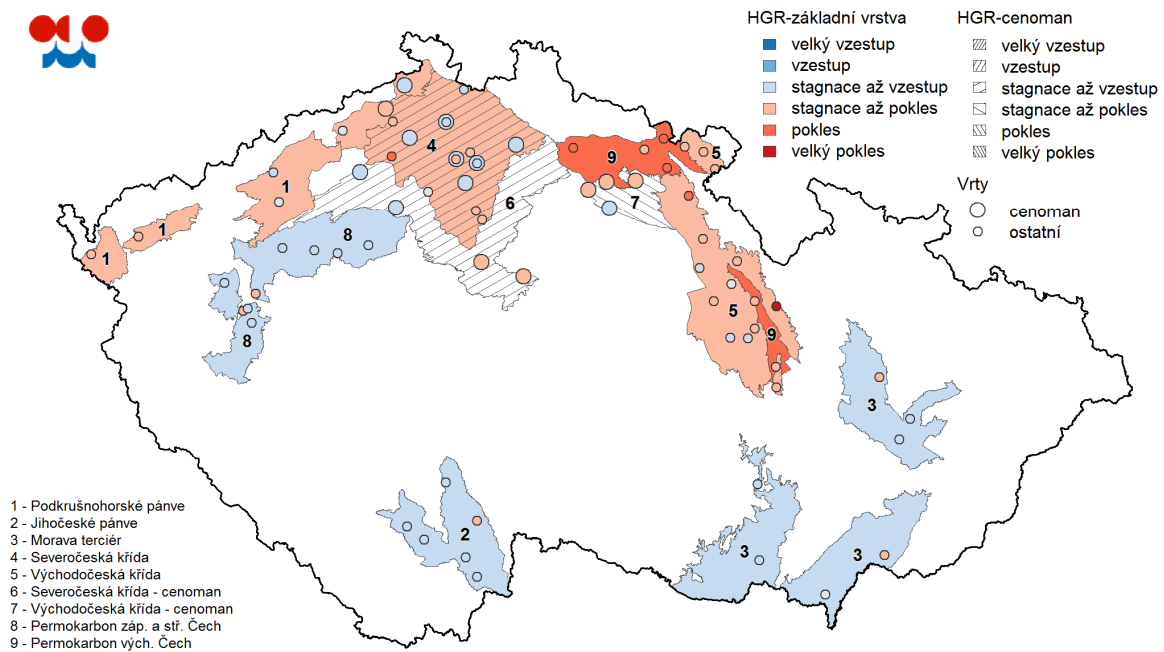 HGR-základní vrstva
velký vzestup
vzestup
stagnace až vzestup
stagnace až pokles
pokles
velký pokles
HGR-cenoman
velký vzestup
vzestup
stagnace až vzestup
stagnace až pokles
pokles
velký pokles
Vrty
cenoman
ostatní
4
9
5
1
6
7
1
8
1
5
9
8
3
2
3
3
1 - Podkrušnohorské pánve
2 - Jihočeské pánve
3 - Morava terciér
4 - Severočeská křída
5 - Východočeská křída
6 - Severočeská křída - cenoman
7 - Východočeská křída - cenoman
8 - Permokarbon záp. a stř. Čech
9 - Permokarbon vých. Čech